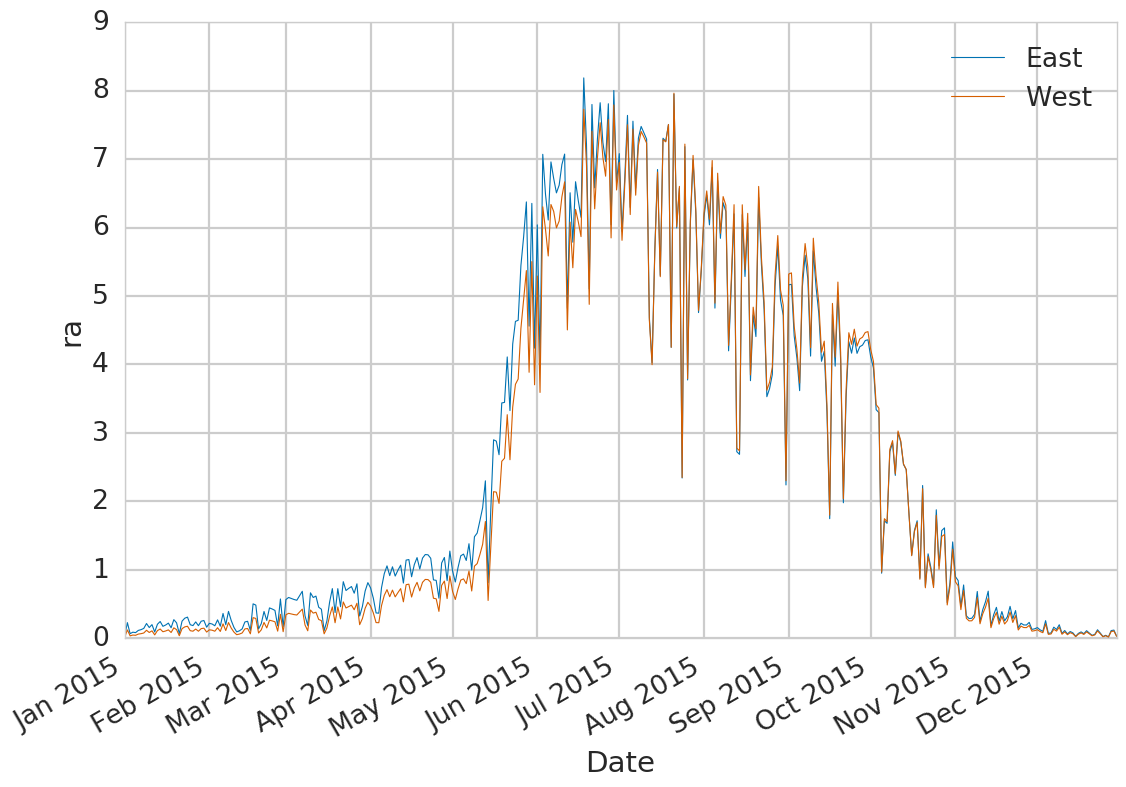 9
8
7
6
5
4
3
2
1
0
ra
East
West
Jan 2015
Feb 2015
Mar 2015
Apr 2015
May 2015
Jun 2015
Jul 2015
Aug 2015
Sep 2015
Oct 2015
Nov 2015
Dec 2015
Date